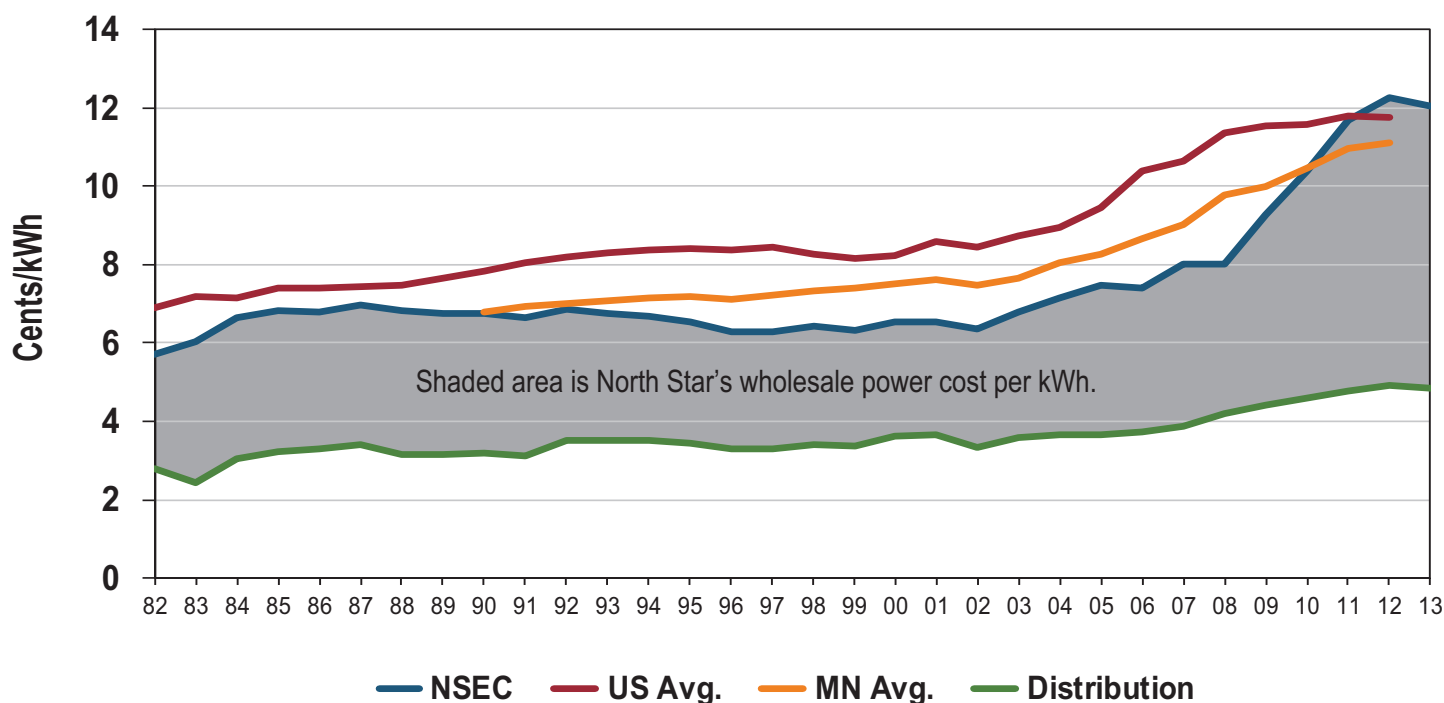 14
12
10
8
6
4
2
0
Cents/kWh
Shaded area is North Star’s wholesale power cost per kWh.
82 83 84 85 86 87 88 89 90 91 92 93 94 95 96 97 98 99 00 01 02 03 04 05 06 07 08 09 10 11 12 13
NSEC US Avg. MN Avg. Distribution